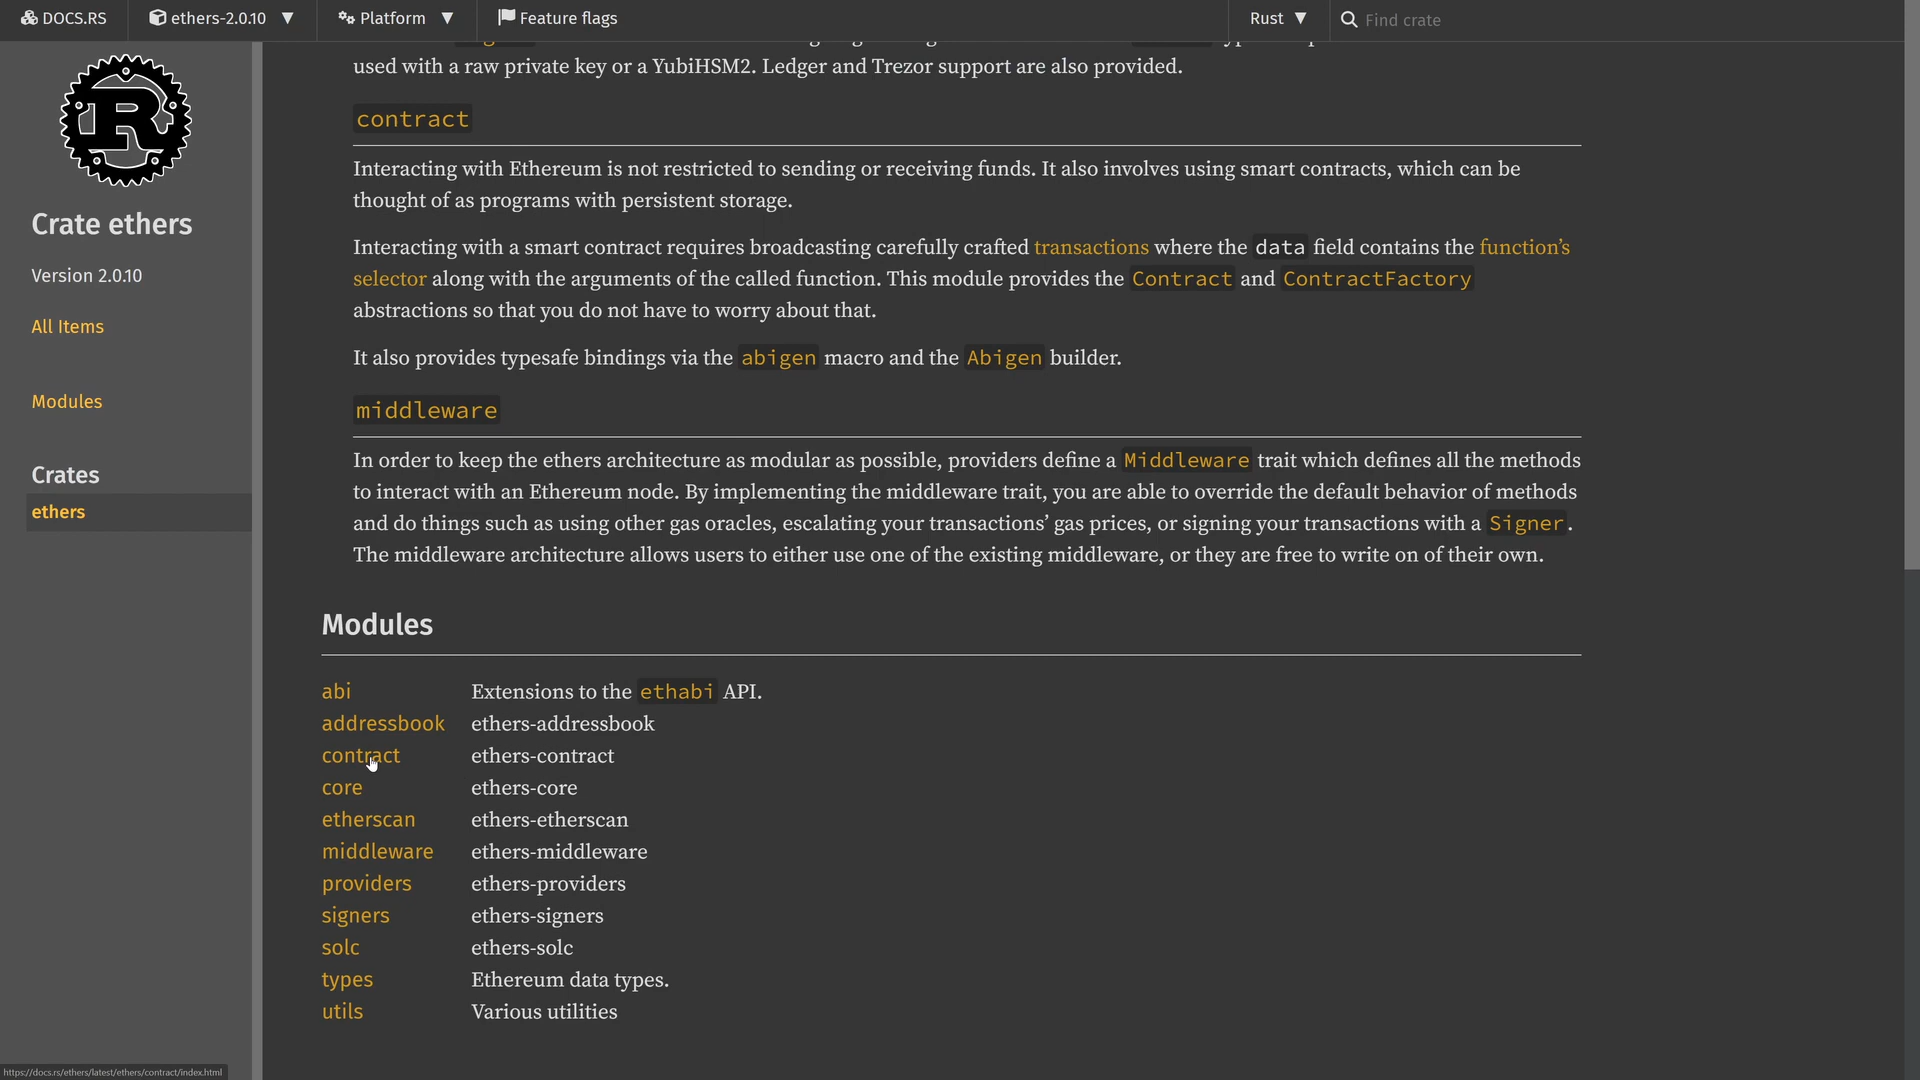 DOCS.RS ethers-2.0.10 Platform Feature flags Rust Find crate
used with a raw private key or a YubiHSM2. Ledger and Trezor support are also provided.
Crate ethers
Version 2.0.10
All Items
Modules
Crates
ethers
contract
Interacting with Ethereum is not restricted to sending or receiving funds. It also involves using smart contracts, which can be
thought of as programs with persistent storage.
Interacting with a smart contract requires broadcasting carefully crafted transactions where the data field contains the function’s
selector along with the arguments of the called function. This module provides the Contract and ContractFactory
abstractions so that you do not have to worry about that.
It also provides typesafe bindings via the abigen macro and the Abigen builder.
middleware
In order to keep the ethers architecture as modular as possible, providers define a Middleware trait which defines all the methods
to interact with an Ethereum node. By implementing the middleware trait, you are able to override the default behavior of methods
and do things such as using other gas oracles, escalating your transactions’ gas prices, or signing your transactions with a Signer.
The middleware architecture allows users to either use one of the existing middleware, or they are free to write on of their own.
Modules
abi Extensions to the ethabi API.
addressbook ethers-addressbook
contract ethers-contract
core ethers-core
etherscan ethers-etherscan
middleware ethers-middleware
providers ethers-providers
signers ethers-signers
solc ethers-solc
types Ethereum data types.
utils Various utilities
https://docs.rs/ethers/latest/ethers/contract/index.html